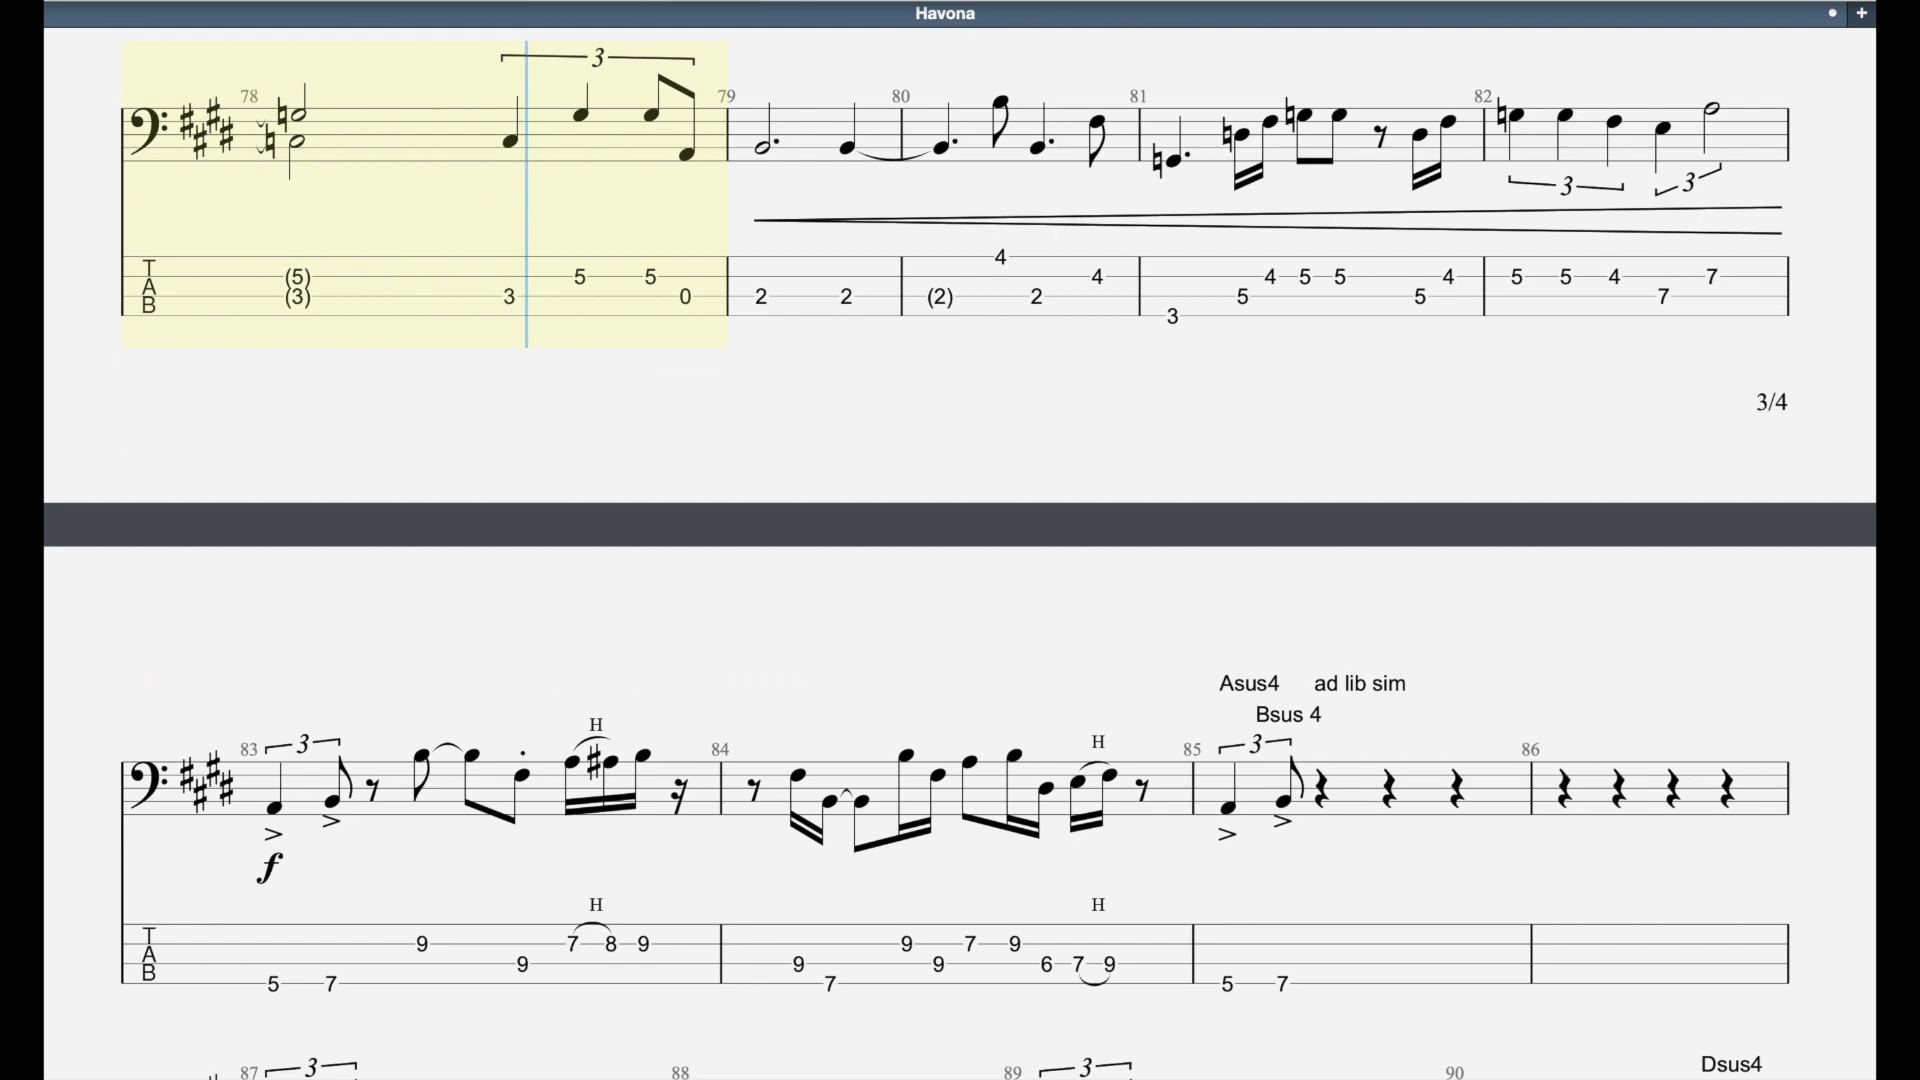 Havona
+
3
78 79 80 81 82
3 3
T 4
A (5) 5 5 4 4 5 5 4 5 5 4 7
B (3) 3 0 2 2 (2) 2 5 5 7
3
3/4
Asus4 ad lib sim
H Bsus 4
83 3 84 H 85 3 86
> > > >
f
H H
T
A 9 7 8 9 9 7 9
B 9 9 9 6 7 9
5 7 7 5 7
Dsus4
87 3 88 89 3 90